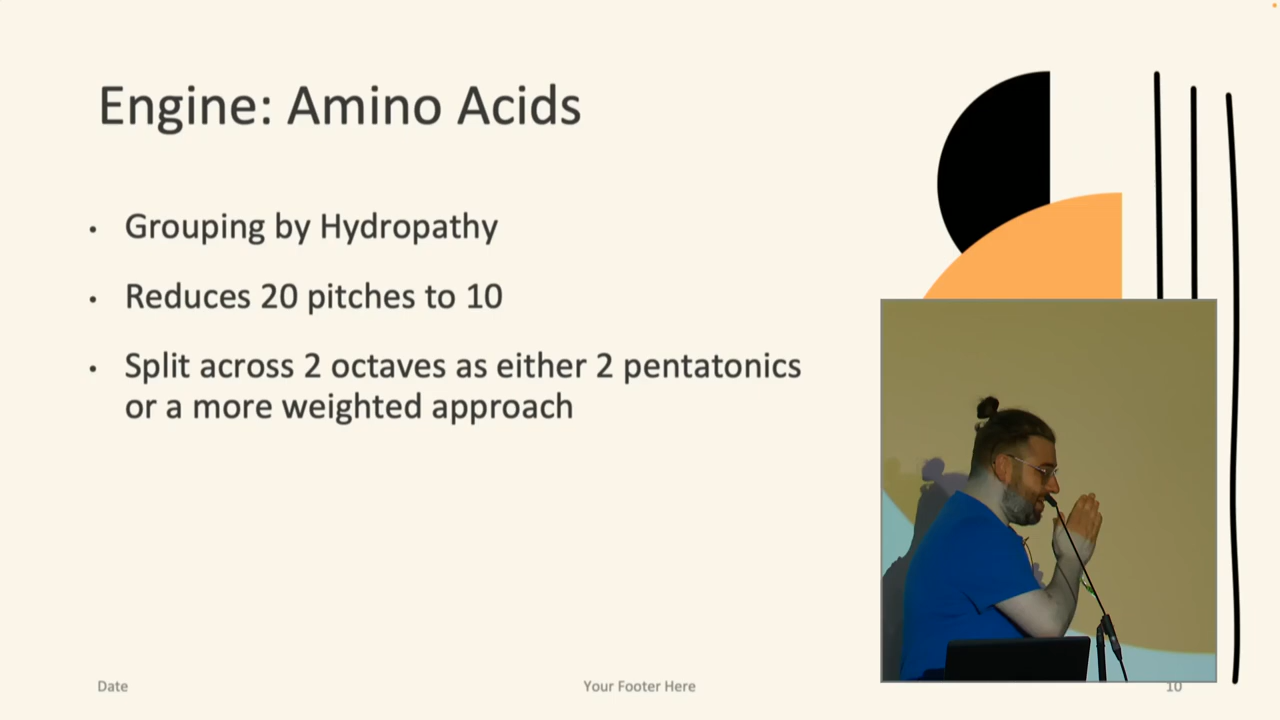 Engine: Amino Acids
• Grouping by Hydropathy
• Reduces 20 pitches to 10
• Split across 2 octaves as either 2 pentatonics
or a more weighted approach
Date
Your Footer Here
10